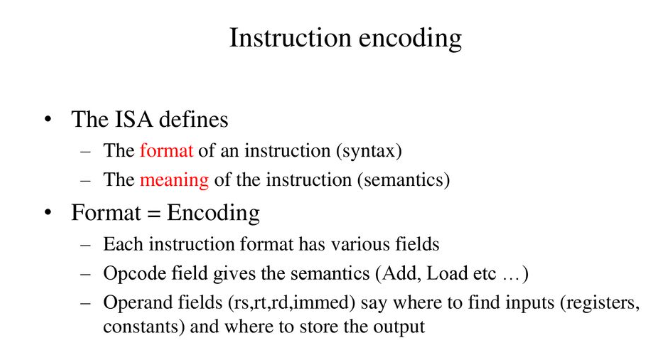 Instruction encoding
• The ISA defines
– The format of an instruction (syntax)
– The meaning of the instruction (semantics)
• Format = Encoding
– Each instruction format has various fields
– Opcode field gives the semantics (Add, Load etc …)
– Operand fields (rs,rt,rd,immed) say where to find inputs (registers,
constants) and where to store the output